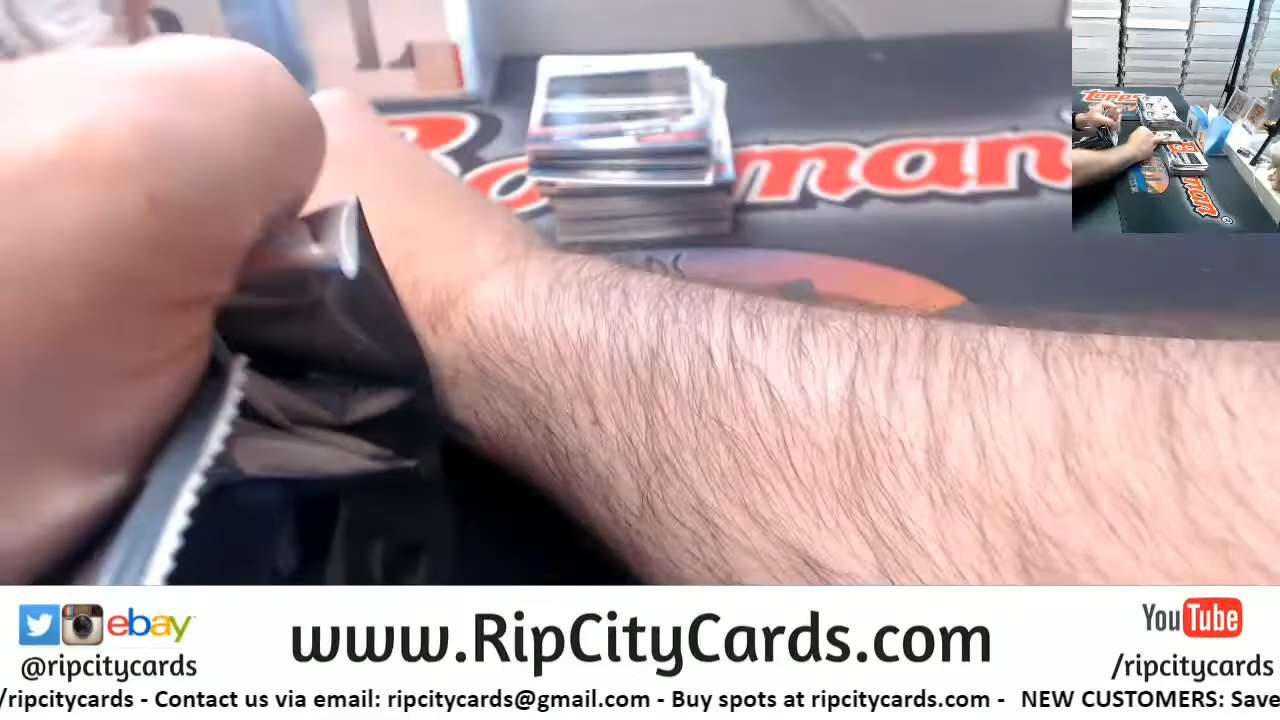 Bowman
topps
B
man®
ebay
@ripcitycards
www.RipCityCards.com
YouTube
/ripcitycards
/ripcitycards - Contact us via email: ripcitycards@gmail.com - Buy spots at ripcitycards.com - NEW CUSTOMERS: Save